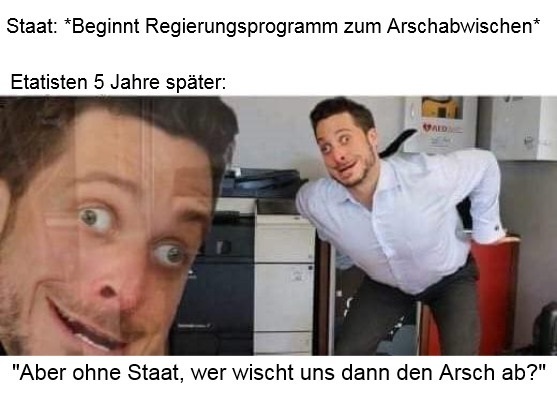 Staat: *Beginnt Regierungsprogramm zum Arschabwischen*
Etatisten 5 Jahre später:
AED
"Aber ohne Staat, wer wischt uns dann den Arsch ab?"